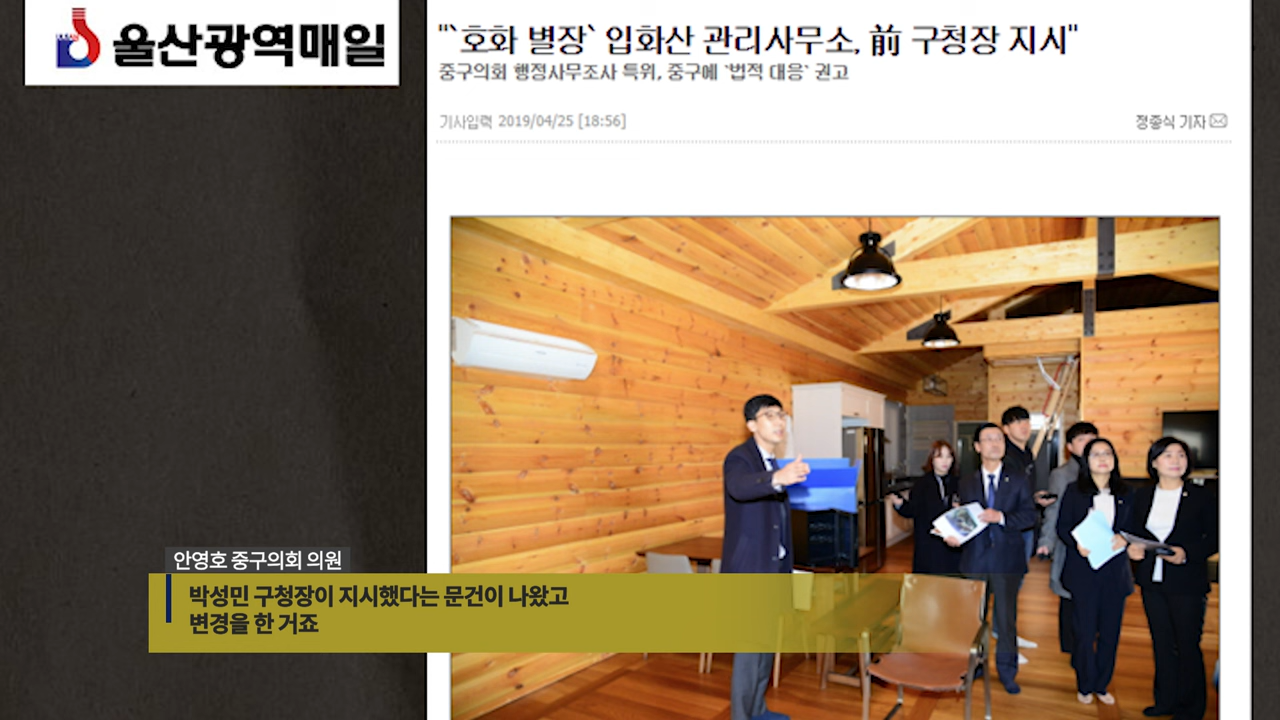 울산광역매일
"`호화 별장` 입화산 관리사무소, 前 구청장 지시"
중구의회 행정사무조사 특위, 중구에 `법적 대응` 권고
기사입력 2019/04/25 [18:56]
정종식 기자
안영호 중구의회 의원
박성민 구청장이 지시했다는 문건이 나왔고
변경을 한 거죠